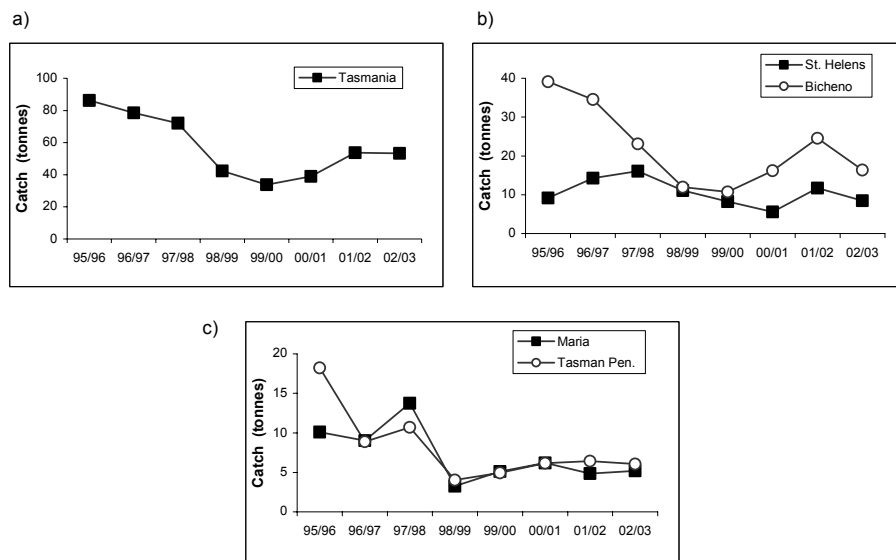 a)
Tasmania
Catch (tonnes)
100
80
60
40
20
0
95/96 96/97 97/98 98/99 99/00 00/01 01/02 02/03
b)
St. Helens
Bicheno
Catch (tonnes)
40
30
20
10
0
95/96 96/97 97/98 98/99 99/00 00/01 01/02 02/03
c)
Maria
Tasman Pen.
Catch (tonnes)
20
15
10
5
0
95/96 96/97 97/98 98/99 99/00 00/01 01/02 02/03